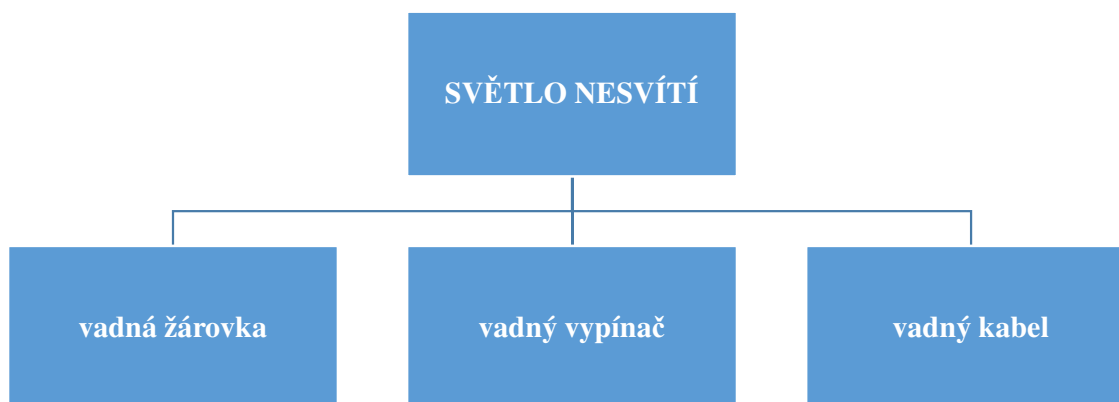 SVĚTLO NESVÍTÍ
vadná žárovka
vadný vypínač
vadný kabel